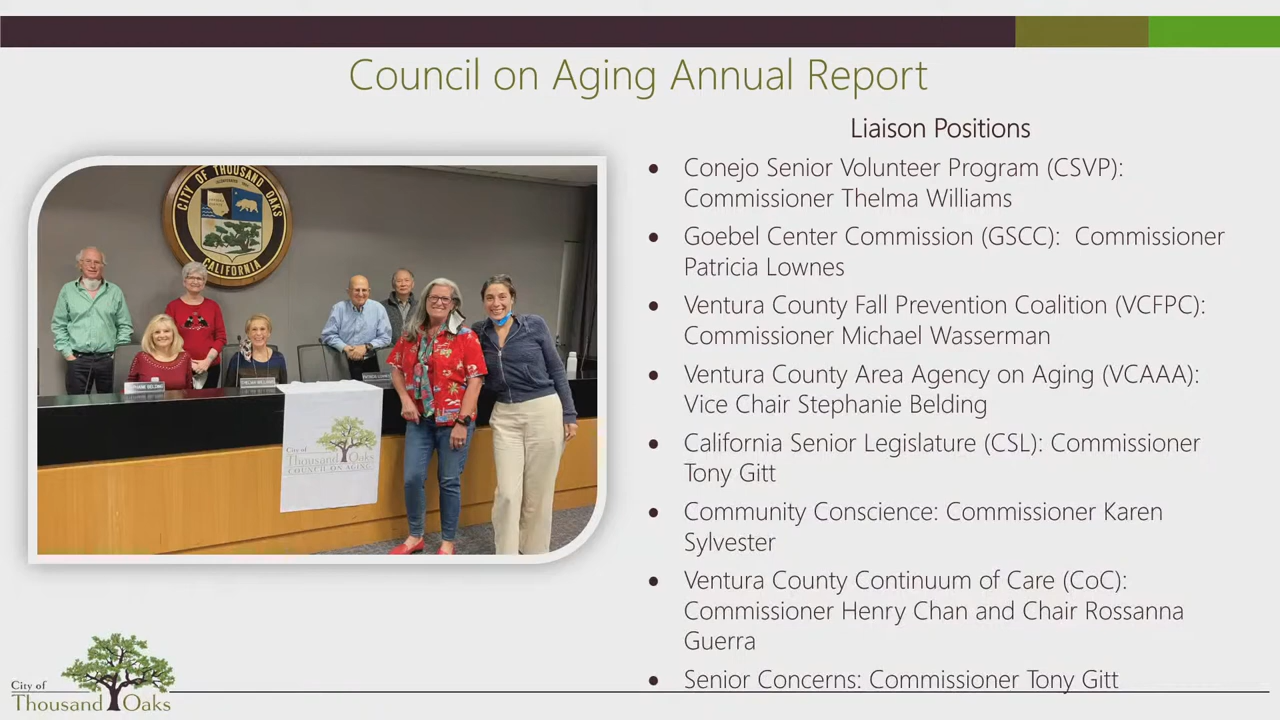 Council on Aging Annual Report
Liaison Positions
• Conejo Senior Volunteer Program (CSVP):
Commissioner Thelma Williams
• Goebel Center Commission (GSCC):  Commissioner
Patricia Lownes
• Ventura County Fall Prevention Coalition (VCFPC):
Commissioner Michael Wasserman
• Ventura County Area Agency on Aging (VCAAA):
Vice Chair Stephanie Belding
• California Senior Legislature (CSL): Commissioner
Tony Gitt
• Community Conscience: Commissioner Karen
Sylvester
• Ventura County Continuum of Care (CoC):
Commissioner Henry Chan and Chair Rossanna
Guerra
• Senior Concerns: Commissioner Tony Gitt
CITY OF THOUSAND OAKS
CALIFORNIA
City of
Thousand Oaks
COUNCIL ON AGING
City of
Thousand Oaks